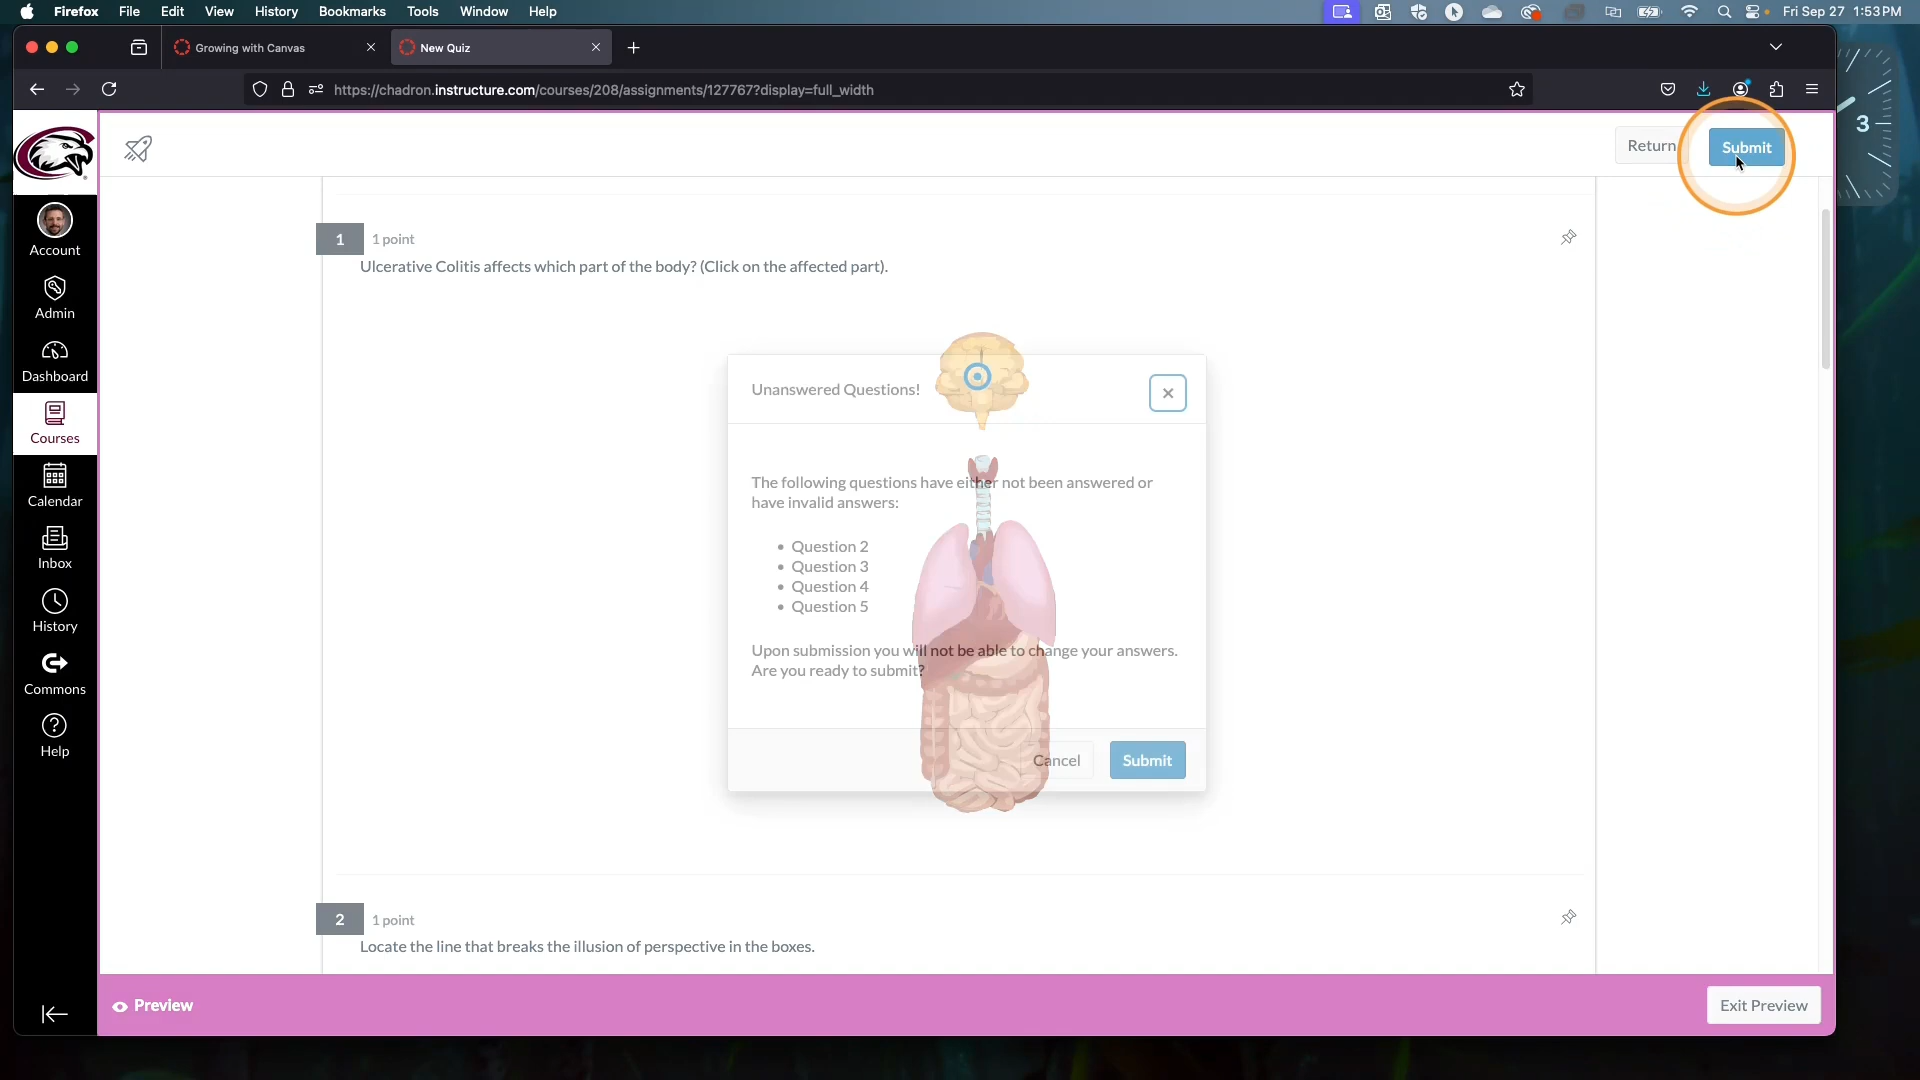 Firefox File Edit View History Bookmarks Tools Window Help Fri Sep 27 1:53 PM
Growing with Canvas New Quiz
https://chadron.instructure.com/courses/208/assignments/127767?display=full_width
3
Return Submit
Account
Admin
Dashboard
Courses
Calendar
Inbox
History
Commons
Help
1 1 point
Ulcerative Colitis affects which part of the body? (Click on the affected part).
Unanswered Questions!
The following questions have either not been answered or
have invalid answers:
• Question 2
• Question 3
• Question 4
• Question 5
Upon submission you will not be able to change your answers.
Are you ready to submit?
Cancel Submit
2 1 point
Locate the line that breaks the illusion of perspective in the boxes.
Preview Exit Preview